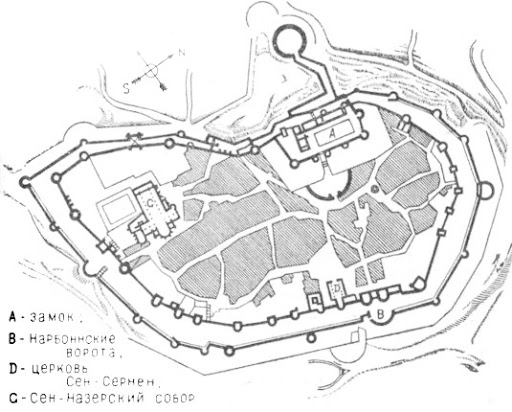 N
S
A
C
D
B
A - замок,
B - Нарбоннские
ворота,
D - церковь
Сен-Сернен,
C - Сен-Назерский собор